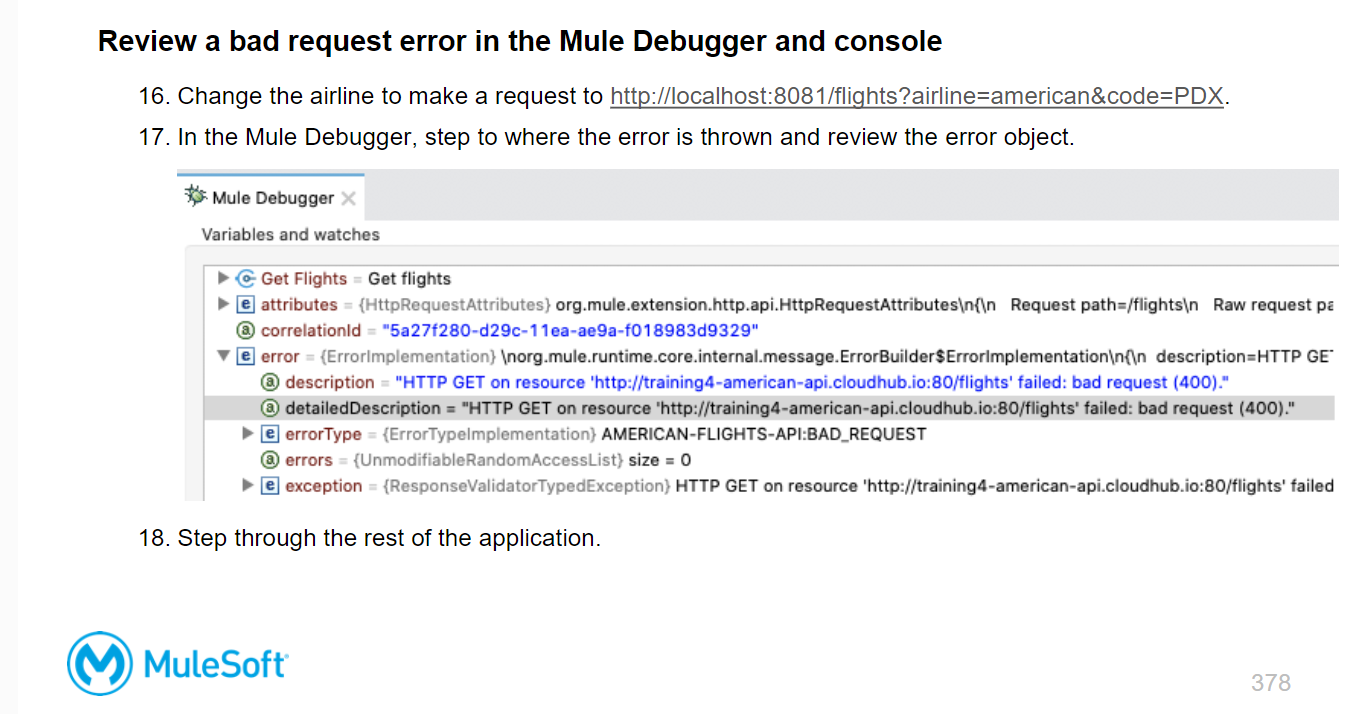 Review a bad request error in the Mule Debugger and console
16. Change the airline to make a request to http://localhost:8081/flights?airline=american&code=PDX.
17. In the Mule Debugger, step to where the error is thrown and review the error object.
Mule Debugger
Variables and watches
Get Flights = Get flights
e attributes = {HttpRequestAttributes} org.mule.extension.http.api.HttpRequestAttributes\n{\n   Request path=/flights\n   Raw request pa
a correlationId = "5a27f280-d29c-11ea-ae9a-f018983d9329"
e error = {ErrorImplementation} \norg.mule.runtime.core.internal.message.ErrorBuilder$ErrorImplementation\n{\n  description=HTTP GET
a description = "HTTP GET on resource 'http://training4-american-api.cloudhub.io:80/flights' failed: bad request (400)."
a detailedDescription = "HTTP GET on resource 'http://training4-american-api.cloudhub.io:80/flights' failed: bad request (400)."
e errorType = {ErrorTypeImplementation} AMERICAN-FLIGHTS-API:BAD_REQUEST
a errors = {UnmodifiableRandomAccessList} size = 0
e exception = {ResponseValidatorTypedException} HTTP GET on resource 'http://training4-american-api.cloudhub.io:80/flights' failed
18. Step through the rest of the application.
MuleSoft
378